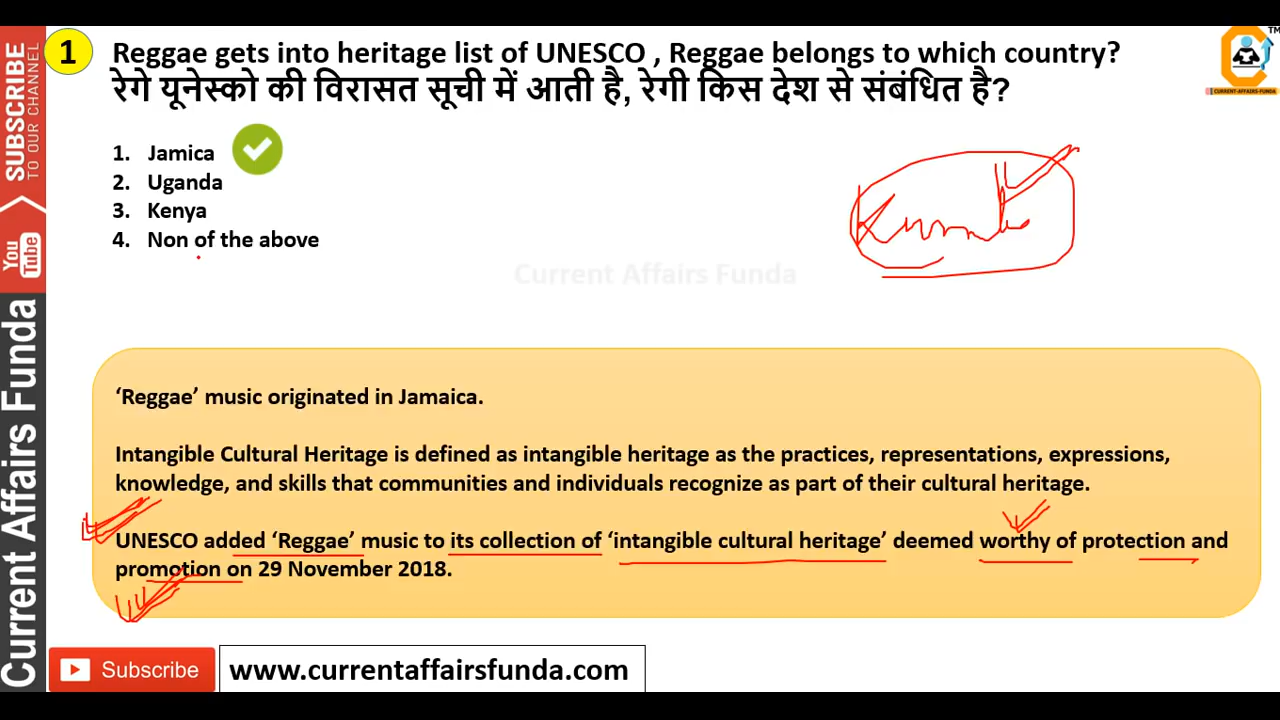 SUBSCRIBE
TO OUR CHANNEL
You Tube
Current Affairs Funda
1 Reggae gets into heritage list of UNESCO , Reggae belongs to which country?
रेगे यूनेस्को की विरासत सूची में आती है, रेगी किस देश से संबंधित है?
TM
CURRENT-AFFAIRS-FUNDA
1. Jamica
2. Uganda
3. Kenya
4. Non of the above
Current Affairs Funda
‘Reggae’ music originated in Jamaica.
Intangible Cultural Heritage is defined as intangible heritage as the practices, representations, expressions,
knowledge, and skills that communities and individuals recognize as part of their cultural heritage.
UNESCO added ‘Reggae’ music to its collection of ‘intangible cultural heritage’ deemed worthy of protection and
promotion on 29 November 2018.
Subscribe
www.currentaffairsfunda.com